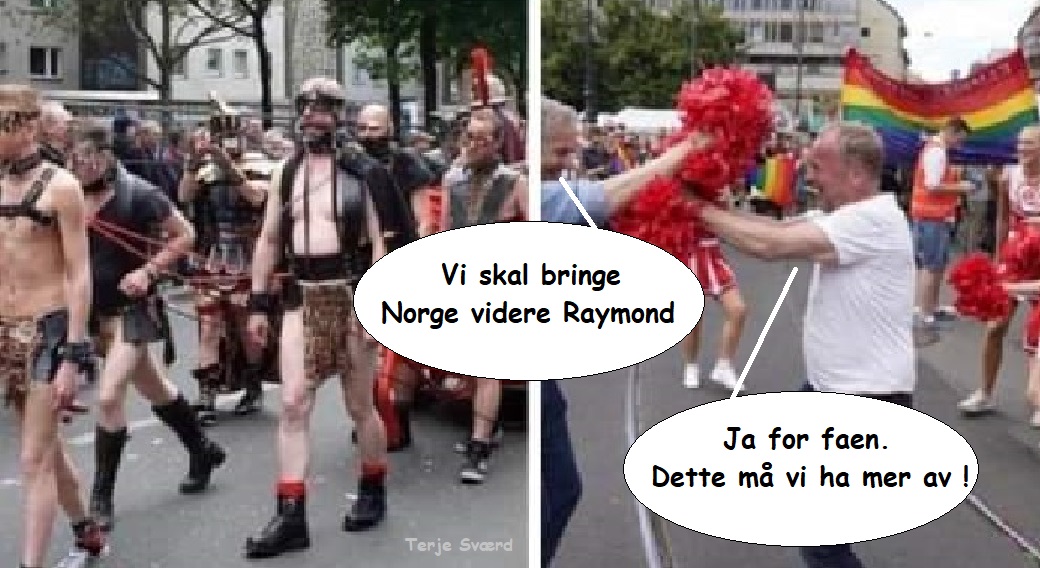 Vi skal bringe
Norge videre Raymond
Ja for faen.
Dette må vi ha mer av !
Terje Sværd